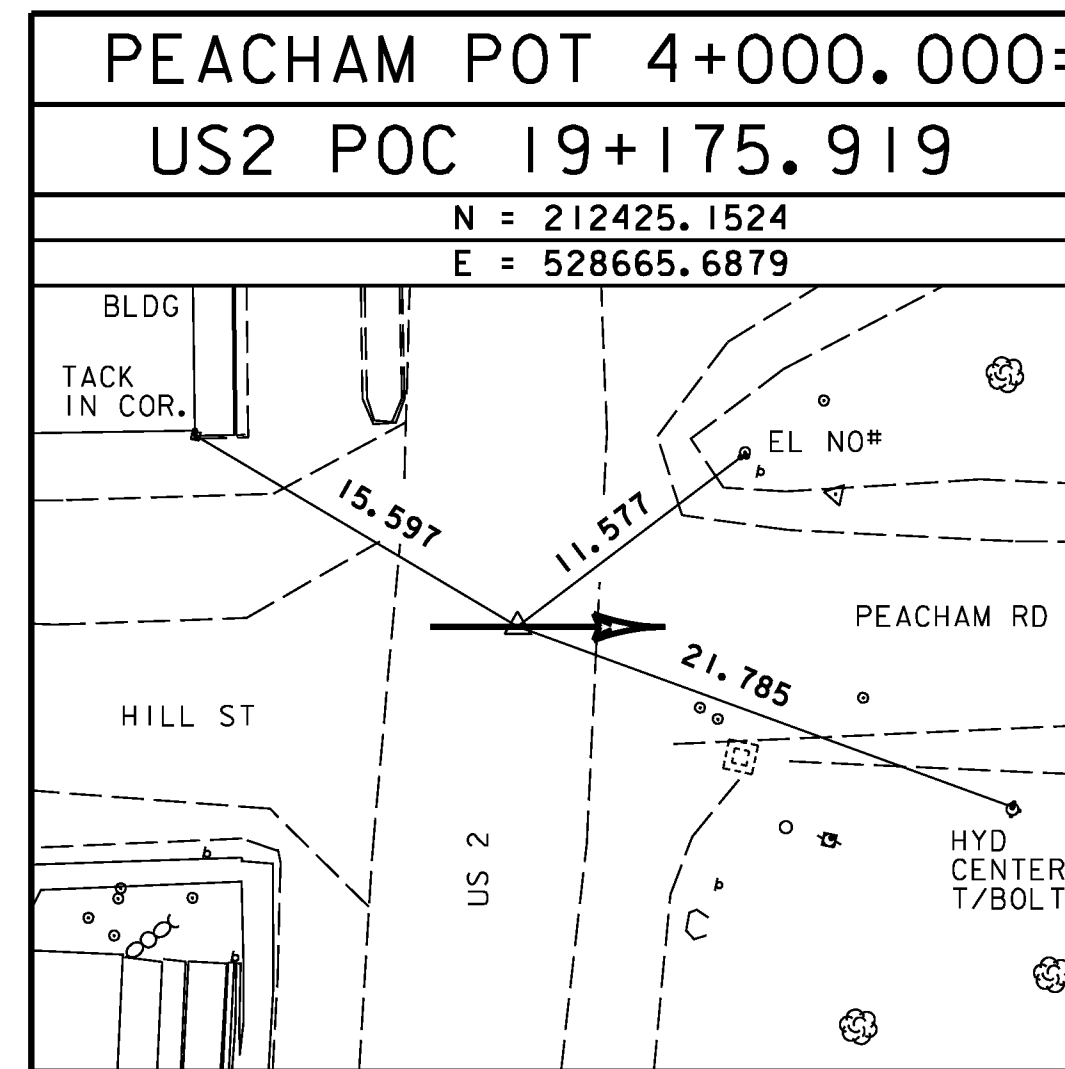 PEACHAM POT 4+000.000=
US2 POC 19+175.919
N = 212425.1524
E = 528665.6879
BLDG
TACK
IN COR.
EL NO#
15.597
11.577
PEACHAM RD
21.785
HILL ST
US 2
HYD
CENTER
T/BOLT